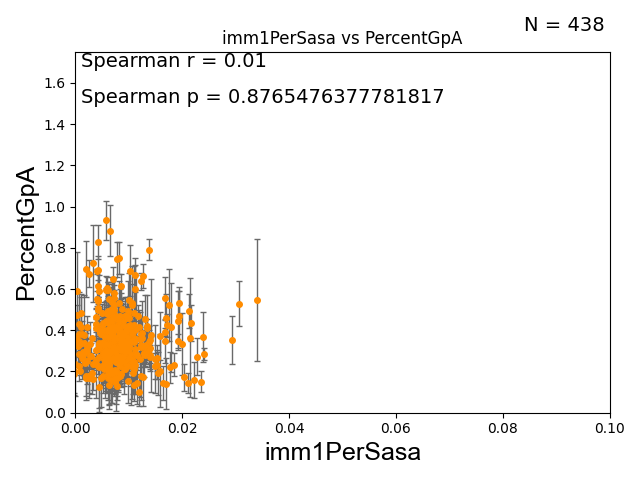 N = 438
imm1PerSasa vs PercentGpA
Spearman r = 0.01
Spearman p = 0.8765476377781817
PercentGpA
1.6
1.4
1.2
1.0
0.8
0.6
0.4
0.2
0.0
0.00 0.02 0.04 0.06 0.08 0.10
imm1PerSasa